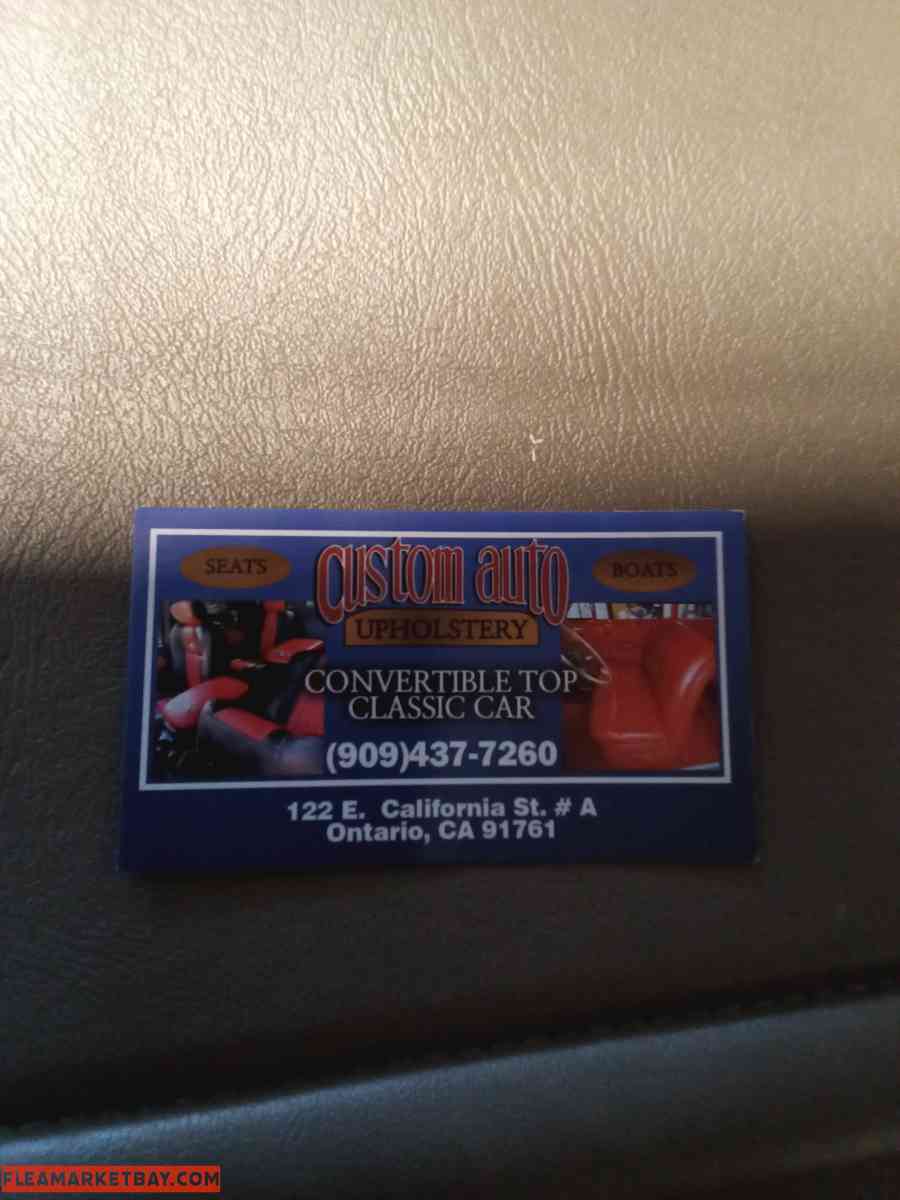 SEATS
custom auto
BOATS
UPHOLSTERY
CONVERTIBLE TOP
CLASSIC CAR
(909)437-7260
122 E. California St. # A
Ontario, CA 91761
FLEAMARKETBAY.COM